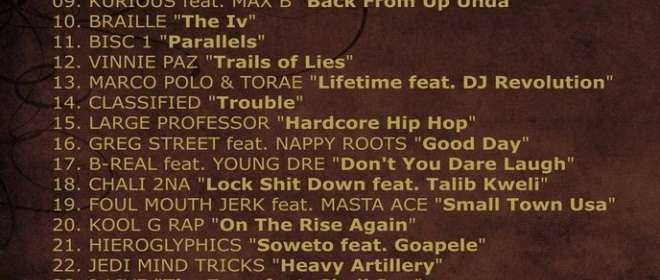 09. KURIOUS feat. MAX B "Back From Up Unda"
10. BRAILLE "The Iv"
11. BISC 1 "Parallels"
12. VINNIE PAZ "Trails of Lies"
13. MARCO POLO & TORAE "Lifetime feat. DJ Revolution"
14. CLASSIFIED "Trouble"
15. LARGE PROFESSOR "Hardcore Hip Hop"
16. GREG STREET feat. NAPPY ROOTS "Good Day"
17. B-REAL feat. YOUNG DRE "Don't You Dare Laugh"
18. CHALI 2NA "Lock Shit Down feat. Talib Kweli"
19. FOUL MOUTH JERK feat. MASTA ACE "Small Town Usa"
20. KOOL G RAP "On The Rise Again"
21. HIEROGLYPHICS "Soweto feat. Goapele"
22. JEDI MIND TRICKS "Heavy Artillery"